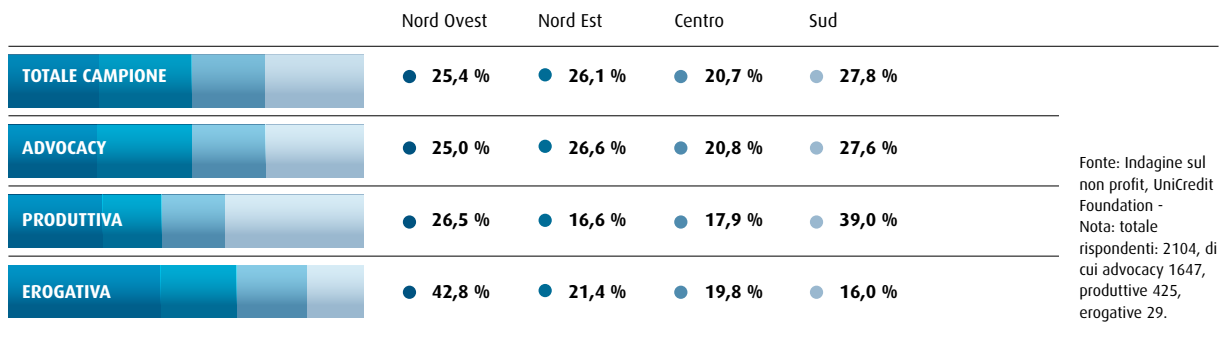 Nord Ovest Nord Est Centro Sud
TOTALE CAMPIONE 25,4 % 26,1 % 20,7 % 27,8 %
ADVOCACY 25,0 % 26,6 % 20,8 % 27,6 %
PRODUTTIVA 26,5 % 16,6 % 17,9 % 39,0 %
EROGATIVA 42,8 % 21,4 % 19,8 % 16,0 %
Fonte: Indagine sul
non profit, UniCredit
Foundation -
Nota: totale
rispondenti: 2104, di
cui advocacy 1647,
produttive 425,
erogative 29.